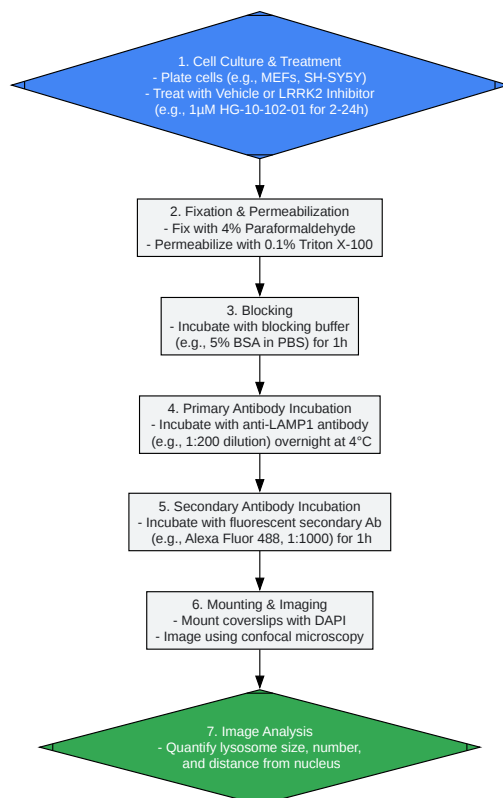 1. Cell Culture & Treatment
- Plate cells (e.g., MEFs, SH-SY5Y)
- Treat with Vehicle or LRRK2 Inhibitor
(e.g., 1µM HG-10-102-01 for 2-24h)
2. Fixation & Permeabilization
- Fix with 4% Paraformaldehyde
- Permeabilize with 0.1% Triton X-100
3. Blocking
- Incubate with blocking buffer
(e.g., 5% BSA in PBS) for 1h
4. Primary Antibody Incubation
- Incubate with anti-LAMP1 antibody
(e.g., 1:200 dilution) overnight at 4°C
5. Secondary Antibody Incubation
- Incubate with fluorescent secondary Ab
(e.g., Alexa Fluor 488, 1:1000) for 1h
6. Mounting & Imaging
- Mount coverslips with DAPI
- Image using confocal microscopy
7. Image Analysis
- Quantify lysosome size, number,
and distance from nucleus